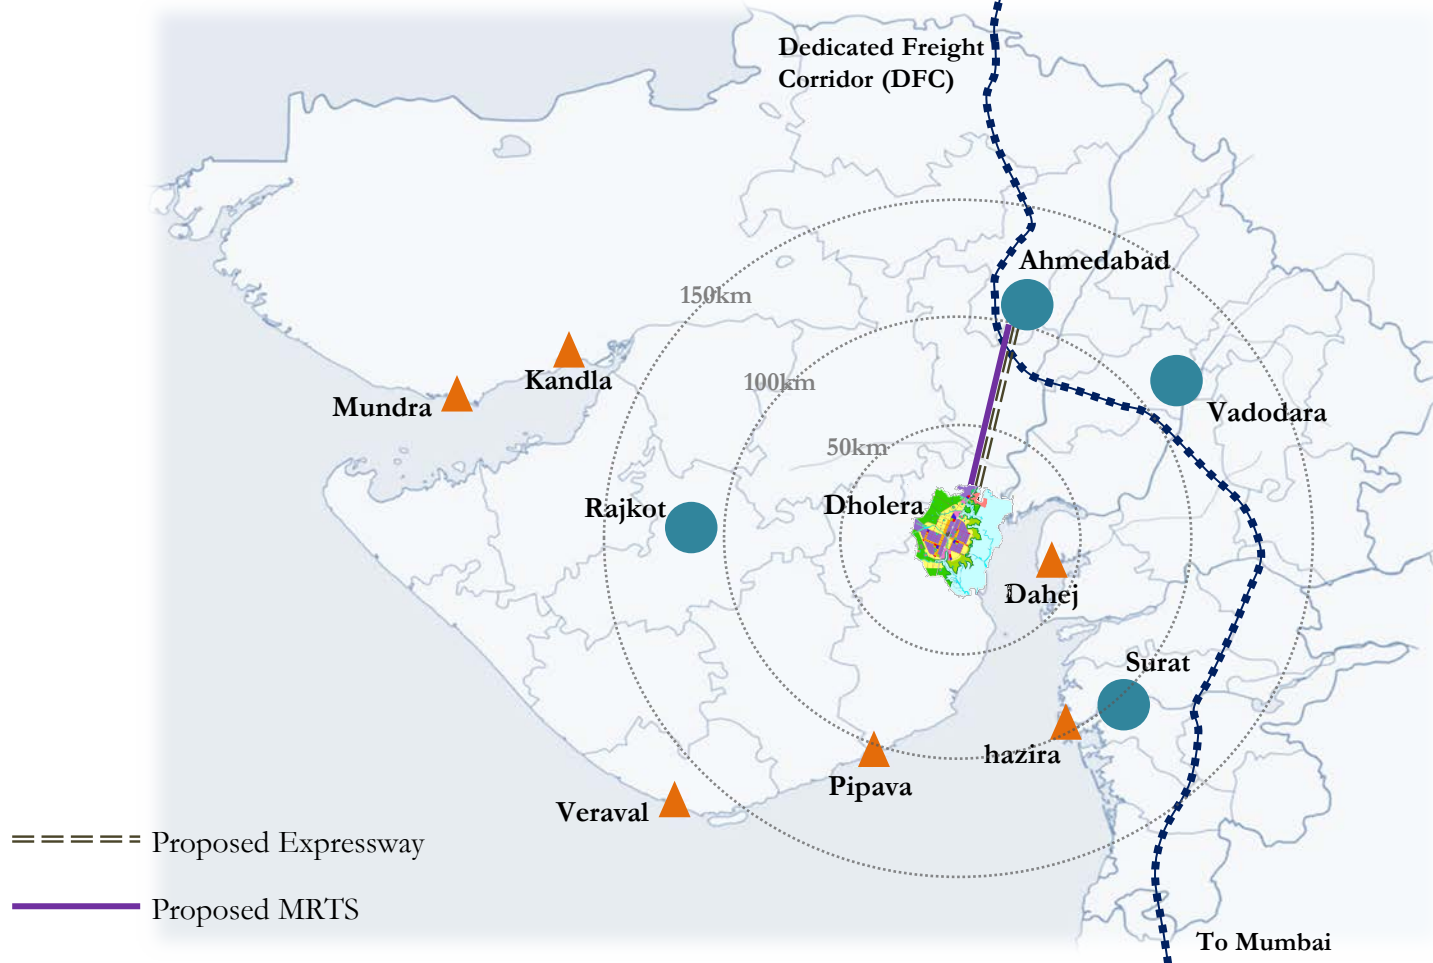 Dedicated Freight
Corridor (DFC)
Ahmedabad
150km
Kandla
100km
Mundra
Vadodara
50km
Rajkot
Dholera
Dahej
Surat
hazira
Pipava
Veraval
Proposed Expressway
Proposed MRTS
To Mumbai